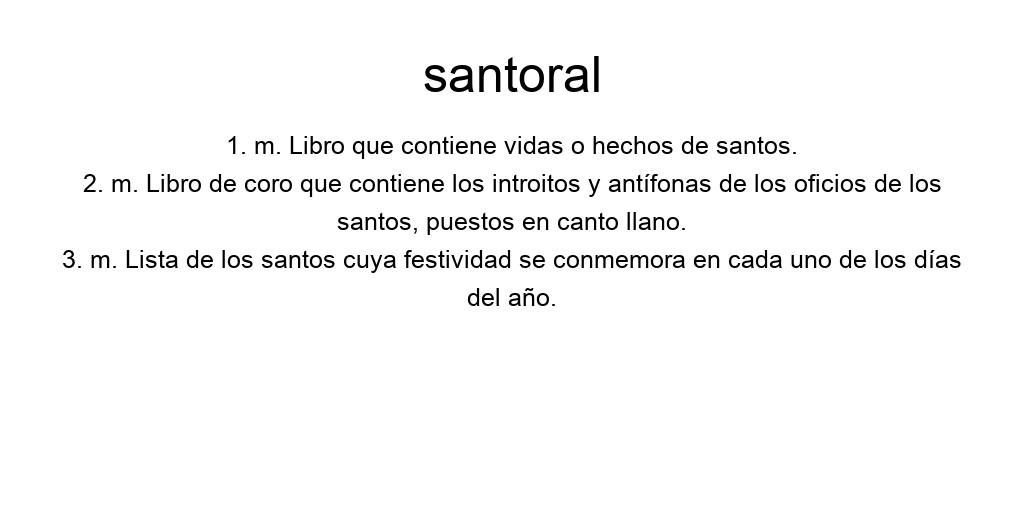 santoral
1. m. Libro que contiene vidas o hechos de santos.
2. m. Libro de coro que contiene los introitos y antífonas de los oficios de los
santos, puestos en canto llano.
3. m. Lista de los santos cuya festividad se conmemora en cada uno de los días
del año.